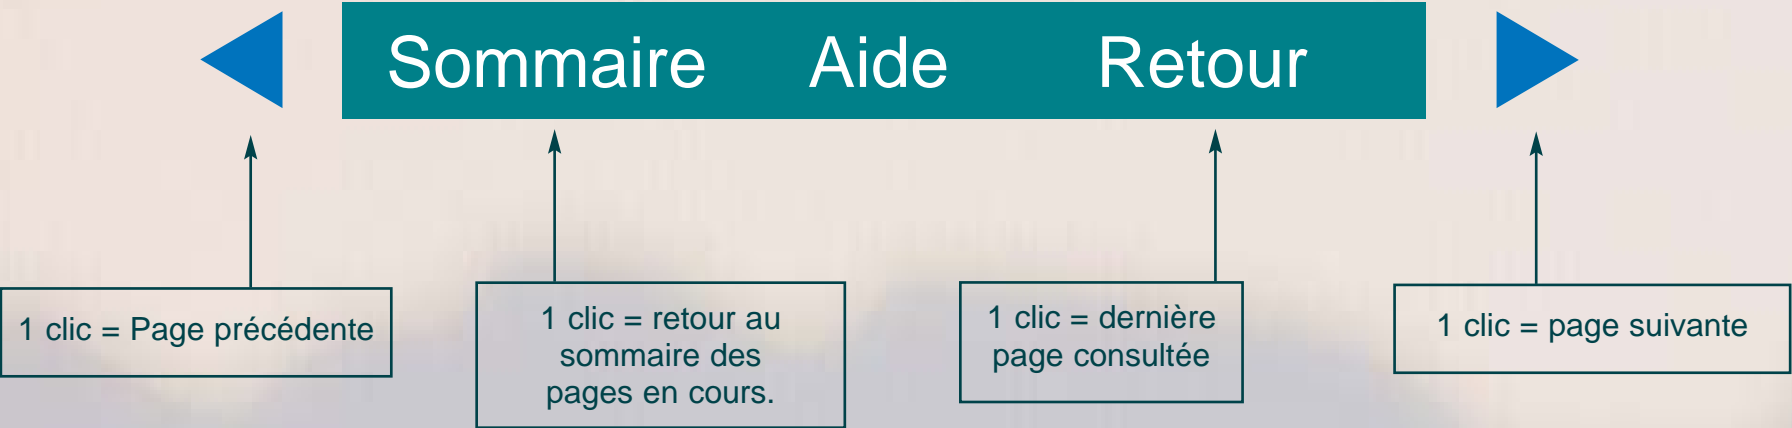 Sommaire Aide Retour
1 clic = Page précédente
1 clic = retour au
sommaire des
pages en cours.
1 clic = dernière
page consultée
1 clic = page suivante